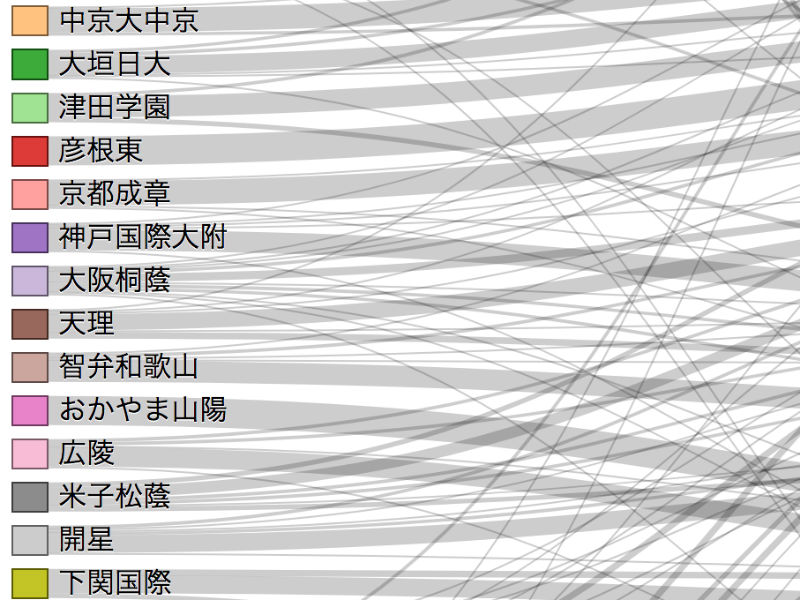 中京大中京
大垣日大
津田学園
彦根東
京都成章
神戸国際大附
大阪桐蔭
天理
智弁和歌山
おかやま山陽
広陵
米子松蔭
開星
下関国際